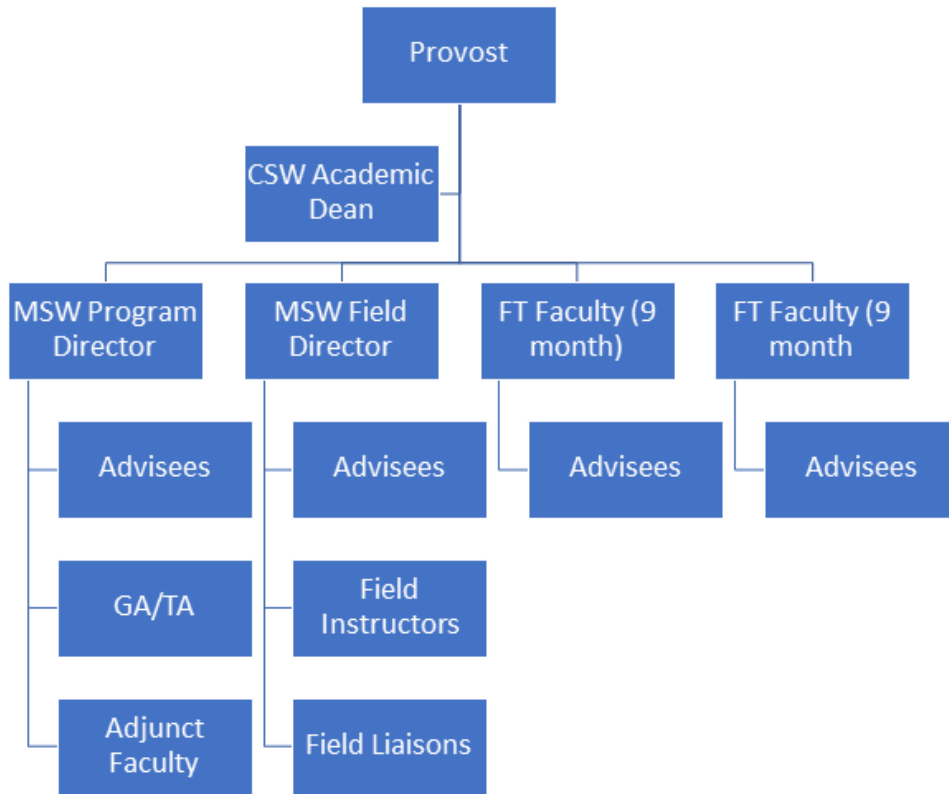 Provost
CSW Academic
Dean
MSW Program
Director
MSW Field
Director
FT Faculty (9
month)
FT Faculty (9
month
Advisees
Advisees
Advisees
Advisees
GA/TA
Field
Instructors
Adjunct
Faculty
Field Liaisons